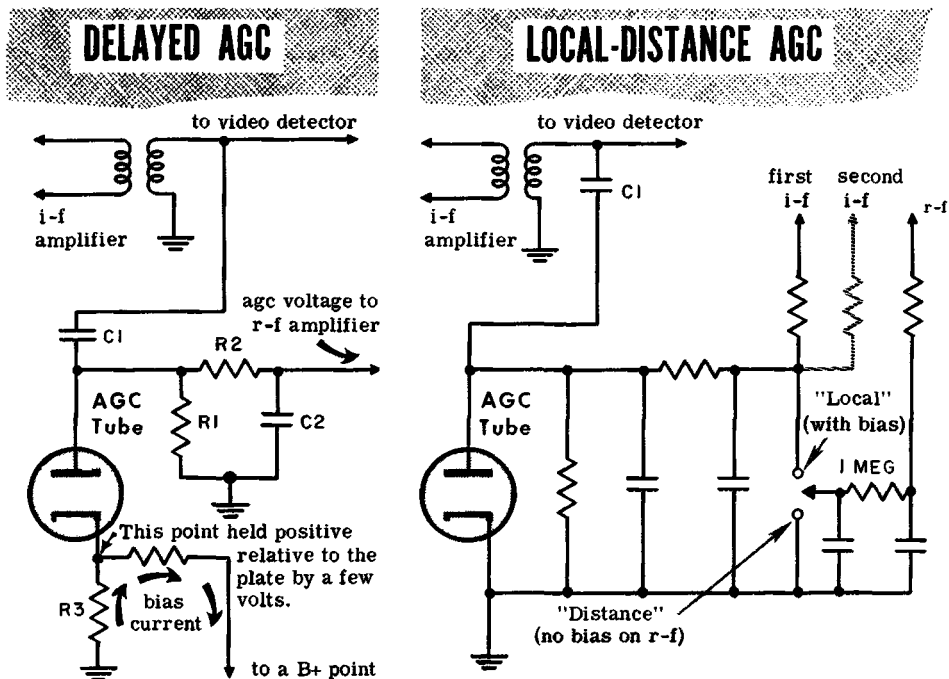 DELAYED AGC
to video detector
i-f
amplifier
agc voltage to
r-f amplifier
C1
R2
AGC
Tube
R1
C2
This point held positive
relative to the
plate by a few
volts.
R3
bias
current
to a B+ point
LOCAL-DISTANCE AGC
to video detector
C1
i-f
amplifier
first
i-f
second
i-f
r-f
AGC
Tube
"Local"
(with bias)
1 MEG
"Distance"
(no bias on r-f)